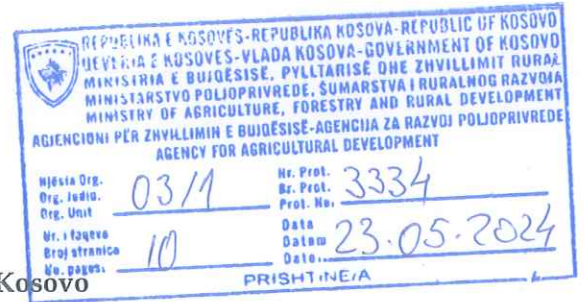 REPUBLIKA E KOSOVËS-REPUBLIKA KOSOVA-REPUBLIC OF KOSOVO
QEVERIA E KOSOVËS-VLADA KOSOVA-GOVERNMENT OF KOSOVO
MINISTRIA E BUJQËSISË, PYLLTARISË DHE ZHVILLIMIT RURAL
MINISTARSTVO POLJOPRIVREDE, ŠUMARSTVA I RURALNOG RAZVOJA
MINISTRY OF AGRICULTURE, FORESTRY AND RURAL DEVELOPMENT
AGJENCIONI PËR ZHVILLIMIN E BUJQËSISË-AGENCIJA ZA RAZVOJ POLJOPRIVREDE
AGENCY FOR AGRICULTURAL DEVELOPMENT
Njësia Org.
Org. Jedin.
Org. Unit
03/1
Nr. Prot.
Br. Prot.
Prot. No.
3334
Nr. i faqeve
Broj stranica
No. pages:
10
Data
Datum
Date:
23.05.2024
PRISHTINE/A
Kosovo